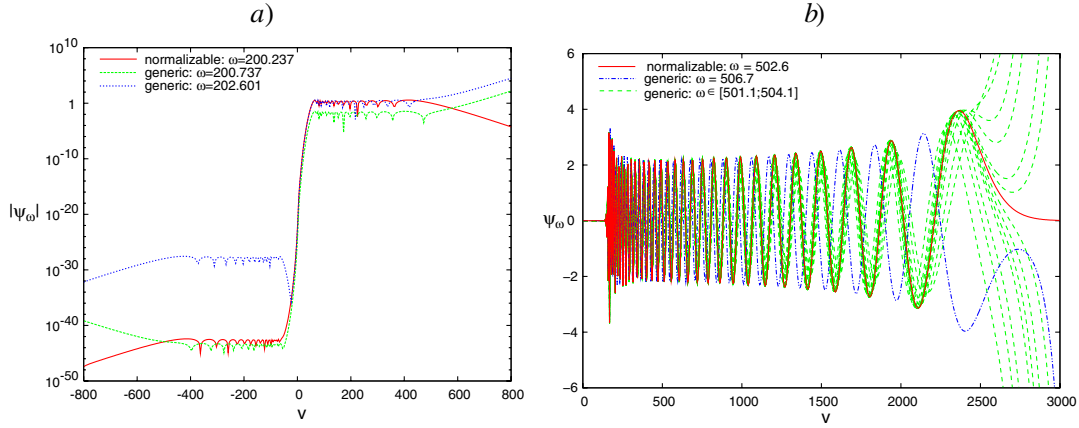 a)
10^10
1
10^-10
10^-20
10^-30
10^-40
10^-50
|ψ_ω|
normalizable: ω=200.237
generic: ω=200.737
generic: ω=202.601
-800 -600 -400 -200 0 200 400 600 800
v
b)
6
4
2
0
-2
-4
-6
ψ_ω
normalizable: ω = 502.6
generic: ω = 506.7
generic: ω∈ [501.1;504.1]
0 500 1000 1500 2000 2500 3000
v